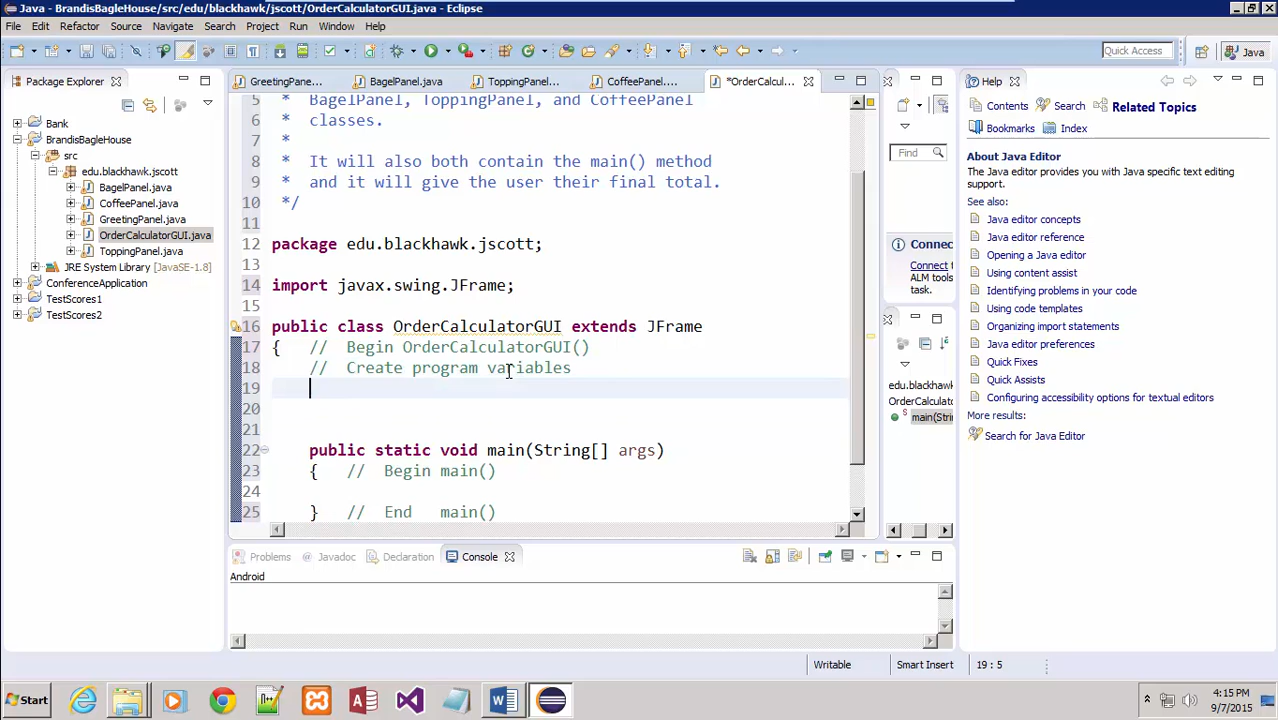 Java - BrandisBagleHouse/src/edu/blackhawk/jscott/OrderCalculatorGUI.java - Eclipse
File Edit Refactor Source Navigate Search Project Run Window Help
Quick Access
Java
Package Explorer
GreetingPane...
BagelPanel.java
ToppingPanel...
CoffeePanel....
*OrderCalcul...
Help
Bank
BrandisBagleHouse
src
edu.blackhawk.jscott
BagelPanel.java
CoffeePanel.java
GreetingPanel.java
OrderCalculatorGUI.java
ToppingPanel.java
JRE System Library [JavaSE-1.8]
ConferenceApplication
TestScores1
TestScores2
5 * BagelPanel, ToppingPanel, and CoffeePanel
6 * classes.
7 *
8 * It will also both contain the main() method
9 * and it will give the user their final total.
10 */
11
12 package edu.blackhawk.jscott;
13
14 import javax.swing.JFrame;
15
16 public class OrderCalculatorGUI extends JFrame
17 { // Begin OrderCalculatorGUI()
18 // Create program variables
19
20
21
22 public static void main(String[] args)
23 { // Begin main()
24
25 } // End main()
Find
Connec
Connect to
ALM tools
task.
edu.blackha
OrderCalcula
main(Strin
Contents
Search
Related Topics
Bookmarks
Index
About Java Editor
The Java editor provides you with Java specific text editing
support.
See also:
Java editor concepts
Java editor reference
Opening a Java editor
Using content assist
Identifying problems in your code
Using code templates
Organizing import statements
Java editor preferences
Quick Fixes
Quick Assists
Configuring accessibility options for textual editors
More results:
Search for Java Editor
Problems
@ Javadoc
Declaration
Console
Android
Writable
Smart Insert
19 : 5
Start
4:15 PM
9/7/2015